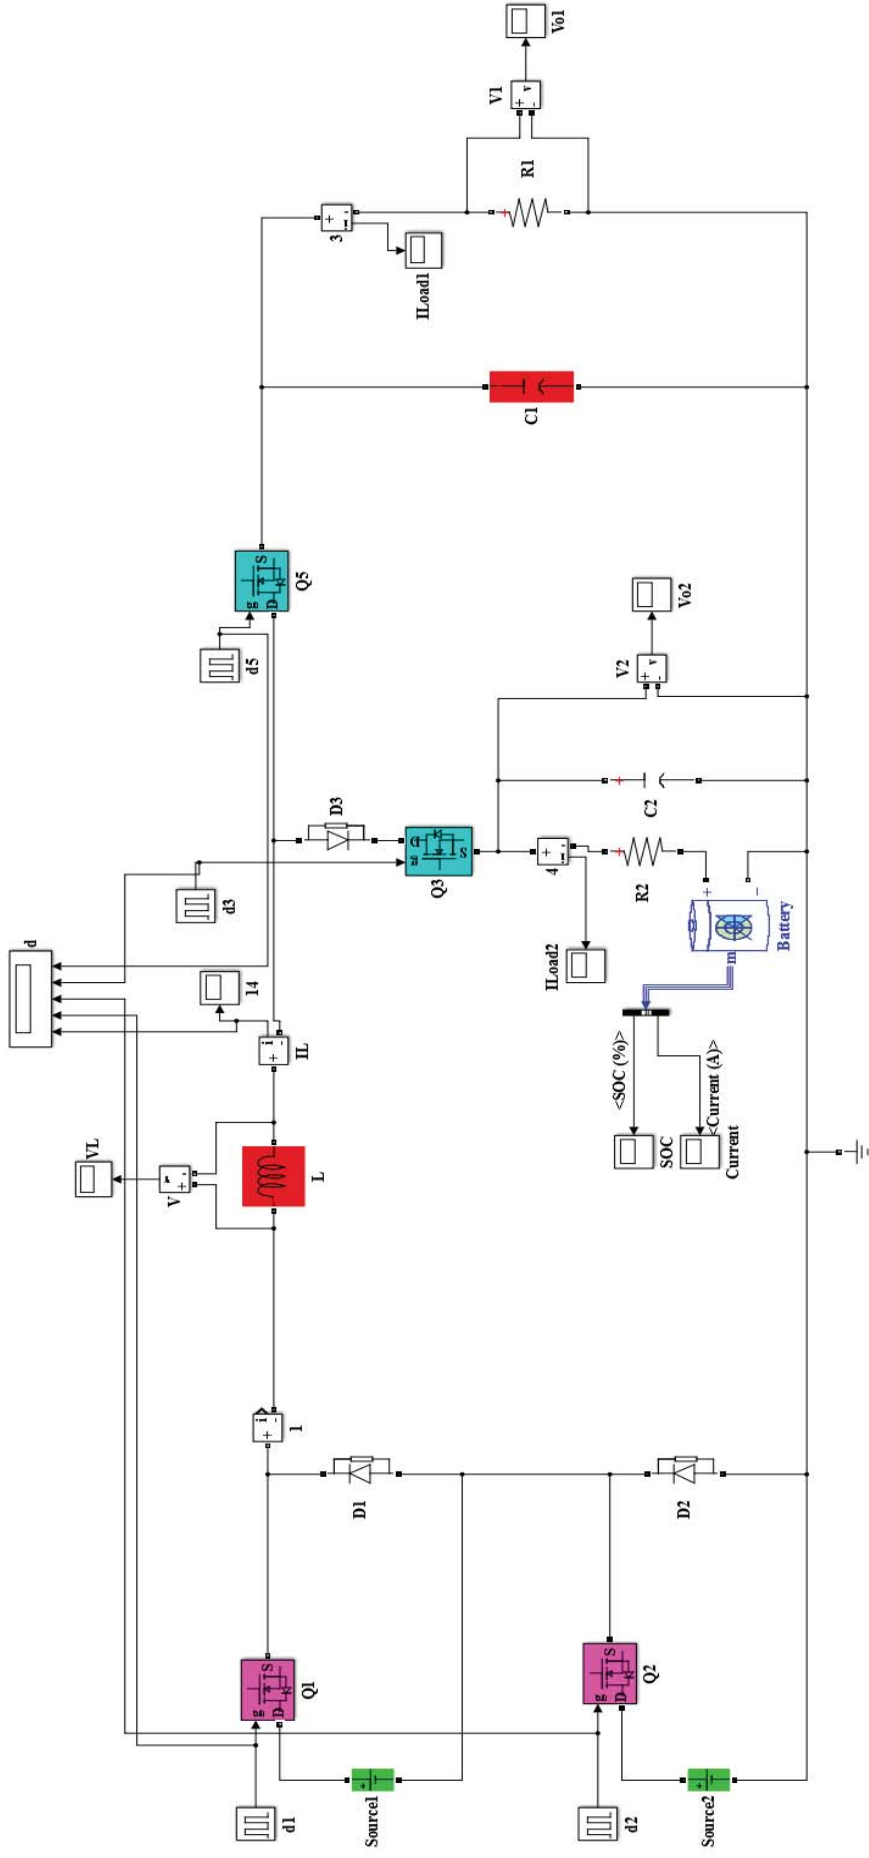 Vo1
V1
+ v
-
R1
+
+
-
i
3
ILoad1
C1
Q5
g
D
S
d5
Vo2
V2
+ v
-
D3
d3
Q3
g
D
S
C2
+
+
-
i
4
R2
+
ILoad2
+
-
Battery
m
<SOC (%)>
<Current (A)>
SOC
Current
d
14
+ i
-
IL
VL
V
+ v
-
L
+ i
-
1
D1
D2
Q1
g
D
S
Q2
g
D
S
d1
Source1
+
d2
Source2
+